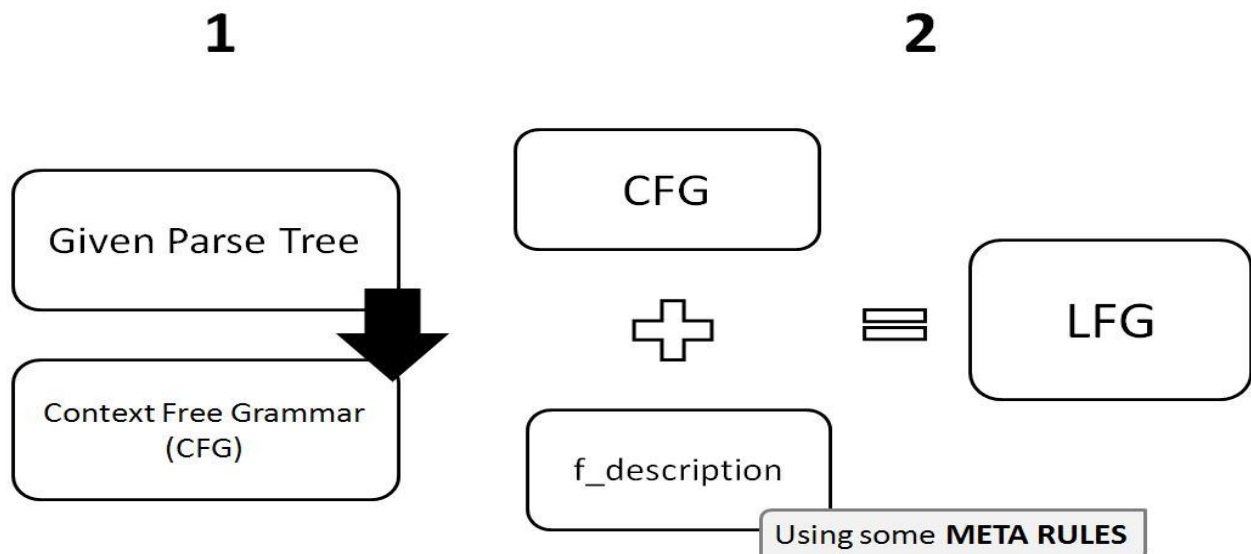 1
2
Given Parse Tree
Context Free Grammar
(CFG)
CFG
f_description
Using some META RULES
LFG